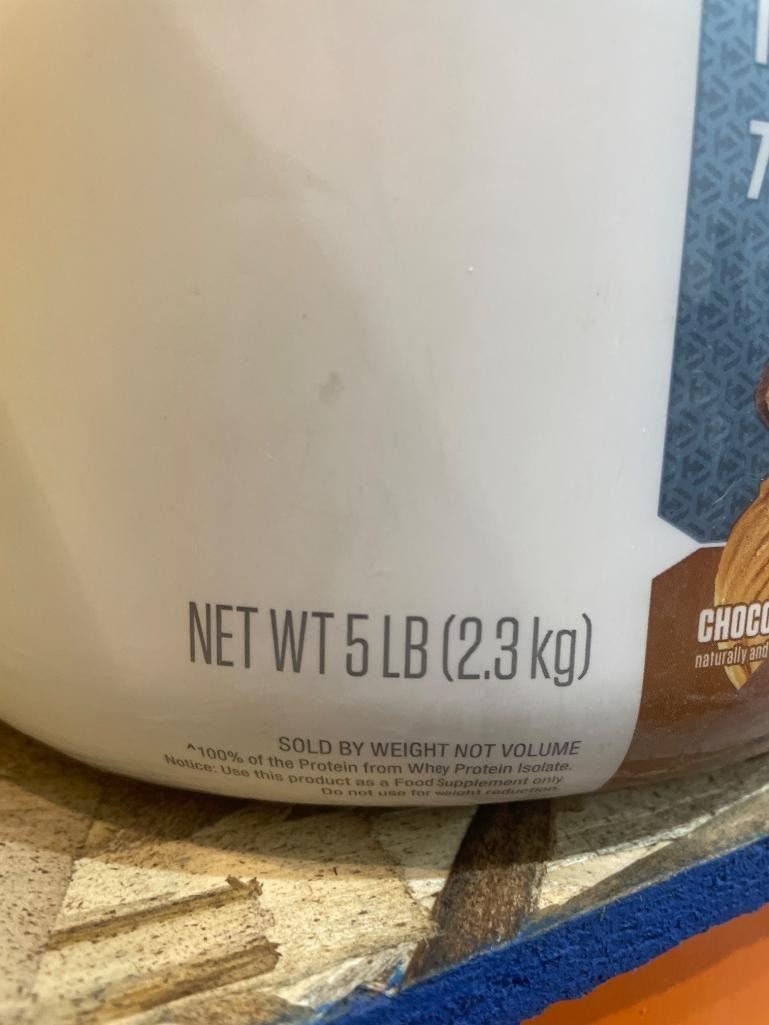 7
CHOCO
naturally and
NET WT 5 LB (2.3 kg)
SOLD BY WEIGHT NOT VOLUME
^100% of the Protein from Whey Protein Isolate.
Notice: Use this product as a Food Supplement only.
Do not use for weight reduction.